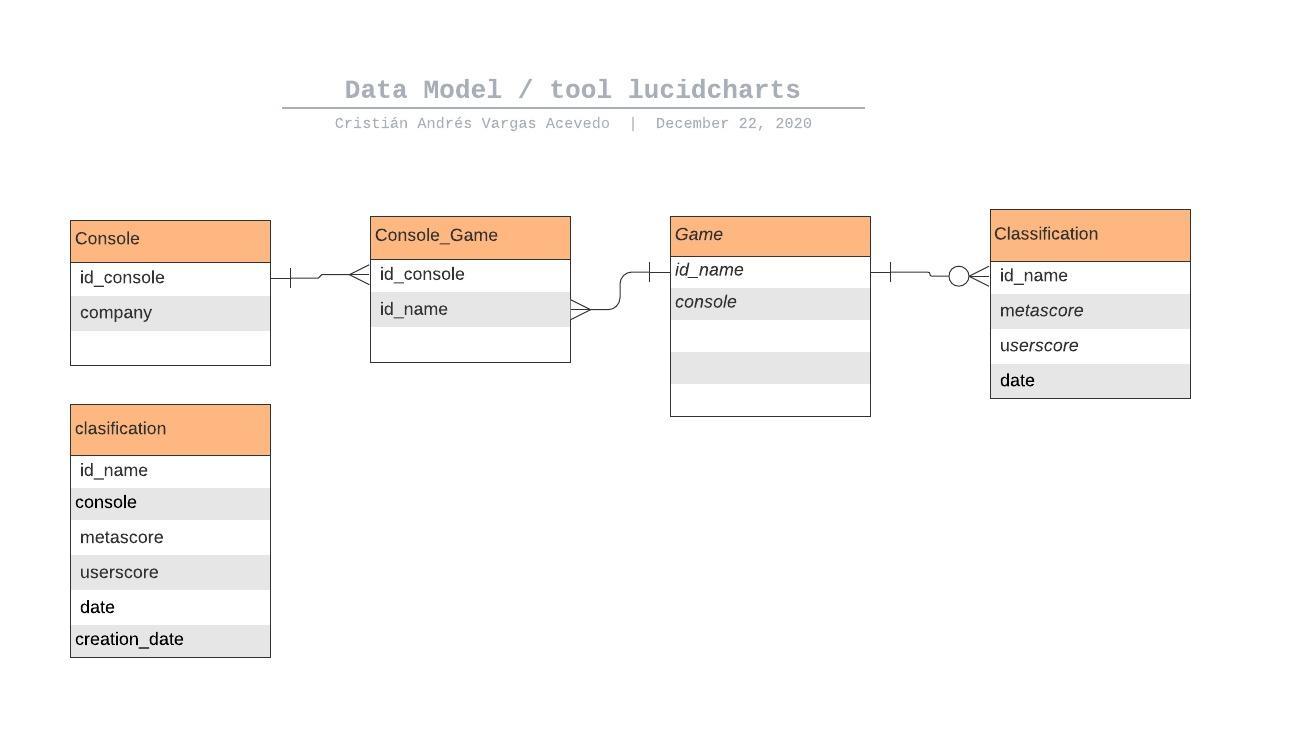 Data Model / tool lucidcharts
Cristián Andrés Vargas Acevedo | December 22, 2020
Console
id_console
company
Console_Game
id_console
id_name
Game
id_name
console
Classification
id_name
metascore
userscore
date
clasification
id_name
console
metascore
userscore
date
creation_date